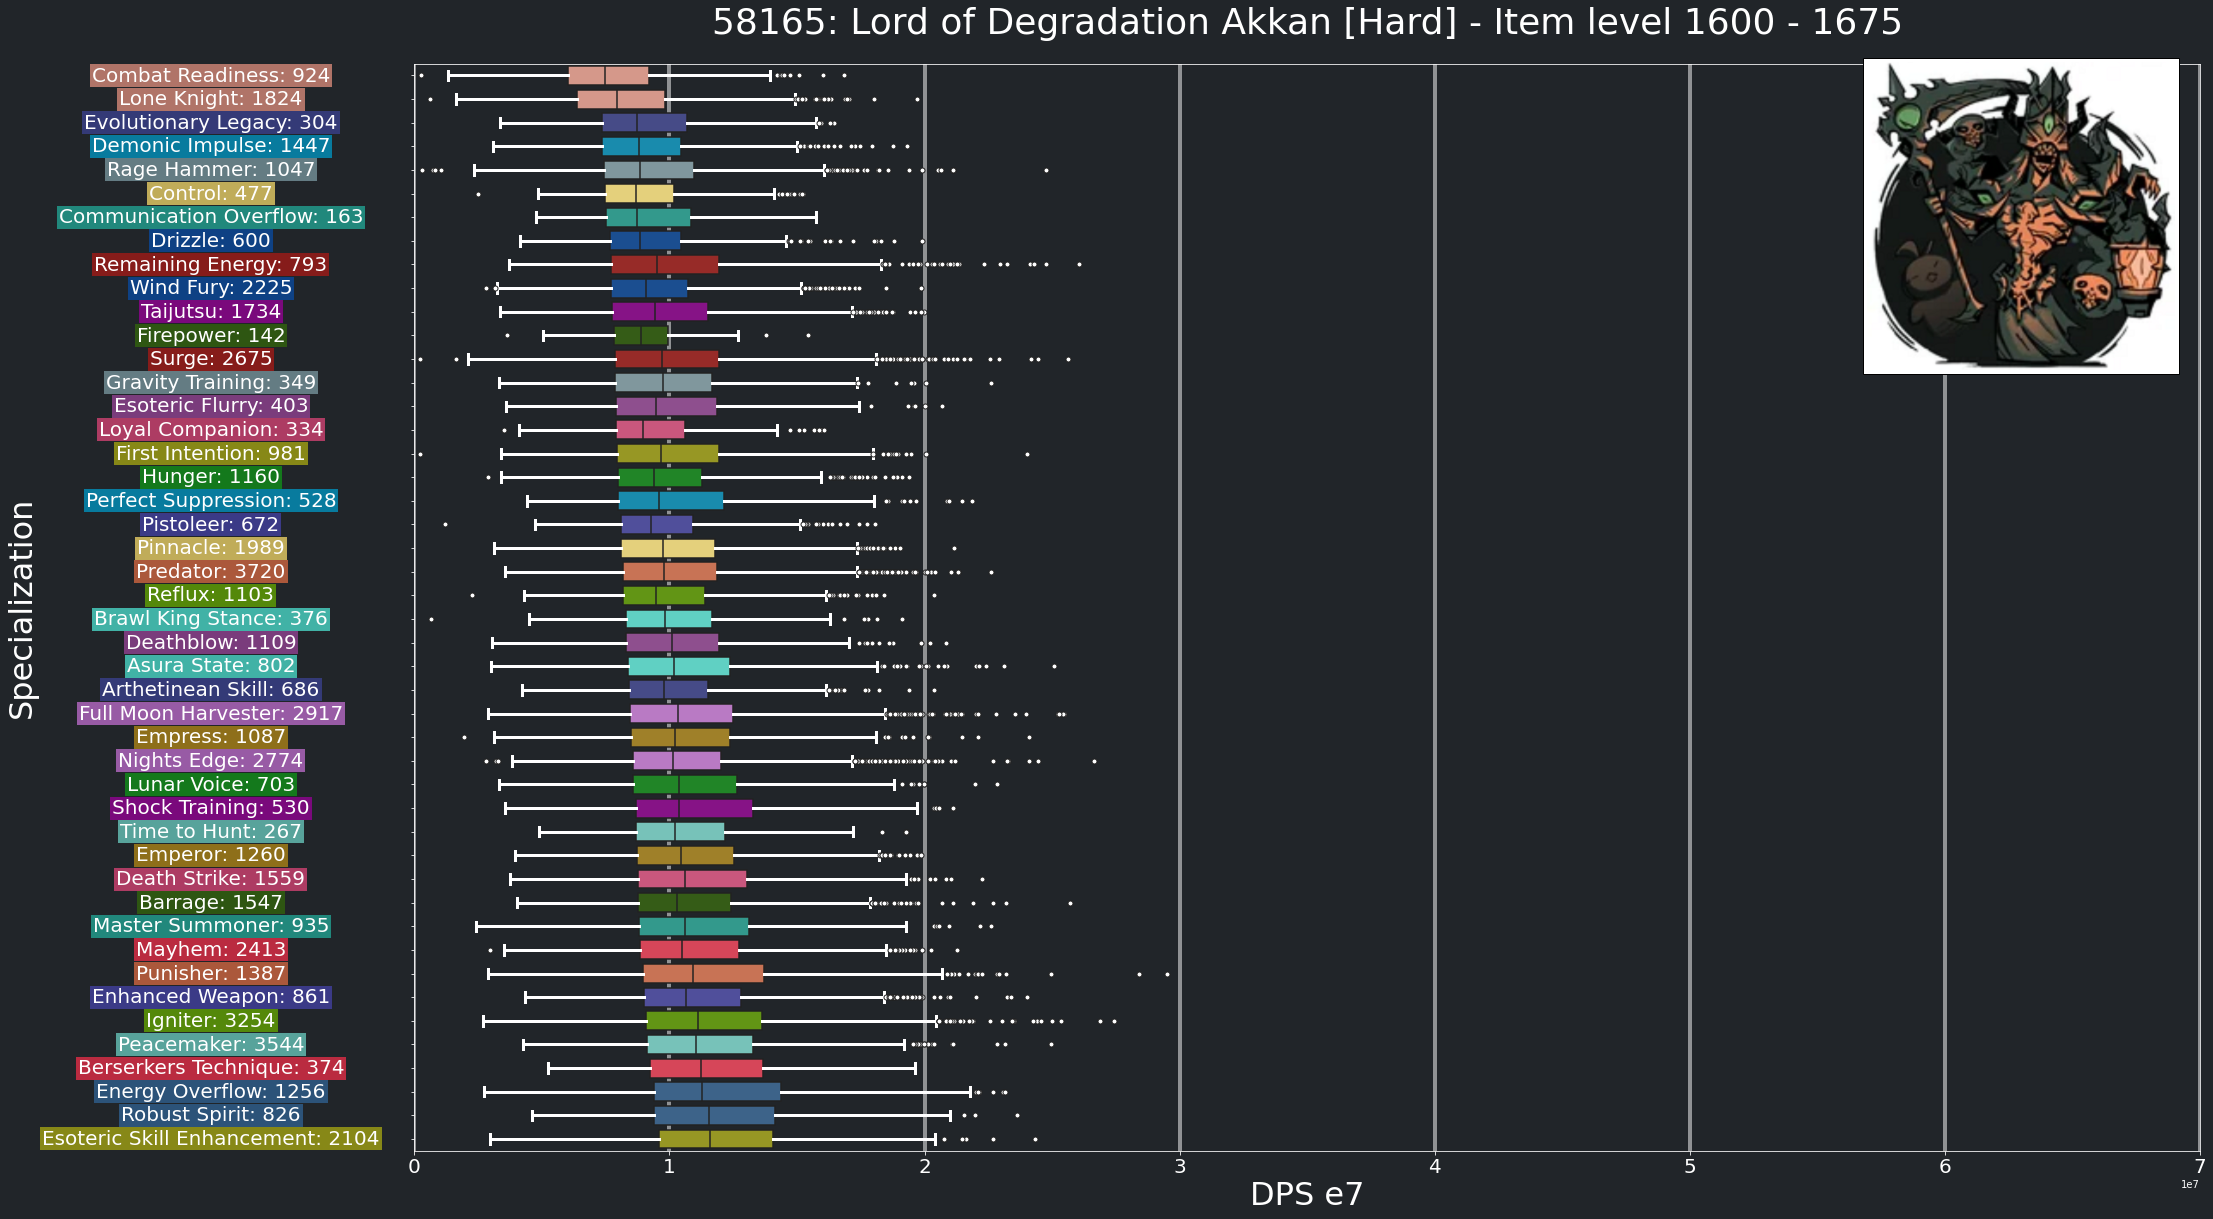 58165: Lord of Degradation Akkan [Hard] - Item level 1600 - 1675
Combat Readiness: 924
Lone Knight: 1824
Evolutionary Legacy: 304
Demonic Impulse: 1447
Rage Hammer: 1047
Control: 477
Communication Overflow: 163
Drizzle: 600
Remaining Energy: 793
Wind Fury: 2225
Taijutsu: 1734
Firepower: 142
Surge: 2675
Gravity Training: 349
Esoteric Flurry: 403
Loyal Companion: 334
First Intention: 981
Hunger: 1160
Perfect Suppression: 528
Pistoleer: 672
Pinnacle: 1989
Predator: 3720
Reflux: 1103
Brawl King Stance: 376
Deathblow: 1109
Asura State: 802
Arthetinean Skill: 686
Full Moon Harvester: 2917
Empress: 1087
Nights Edge: 2774
Lunar Voice: 703
Shock Training: 530
Time to Hunt: 267
Emperor: 1260
Death Strike: 1559
Barrage: 1547
Master Summoner: 935
Mayhem: 2413
Punisher: 1387
Enhanced Weapon: 861
Igniter: 3254
Peacemaker: 3544
Berserkers Technique: 374
Energy Overflow: 1256
Robust Spirit: 826
Esoteric Skill Enhancement: 2104
Specialization
0 1 2 3 4 5 6 7
1e7
DPS e7